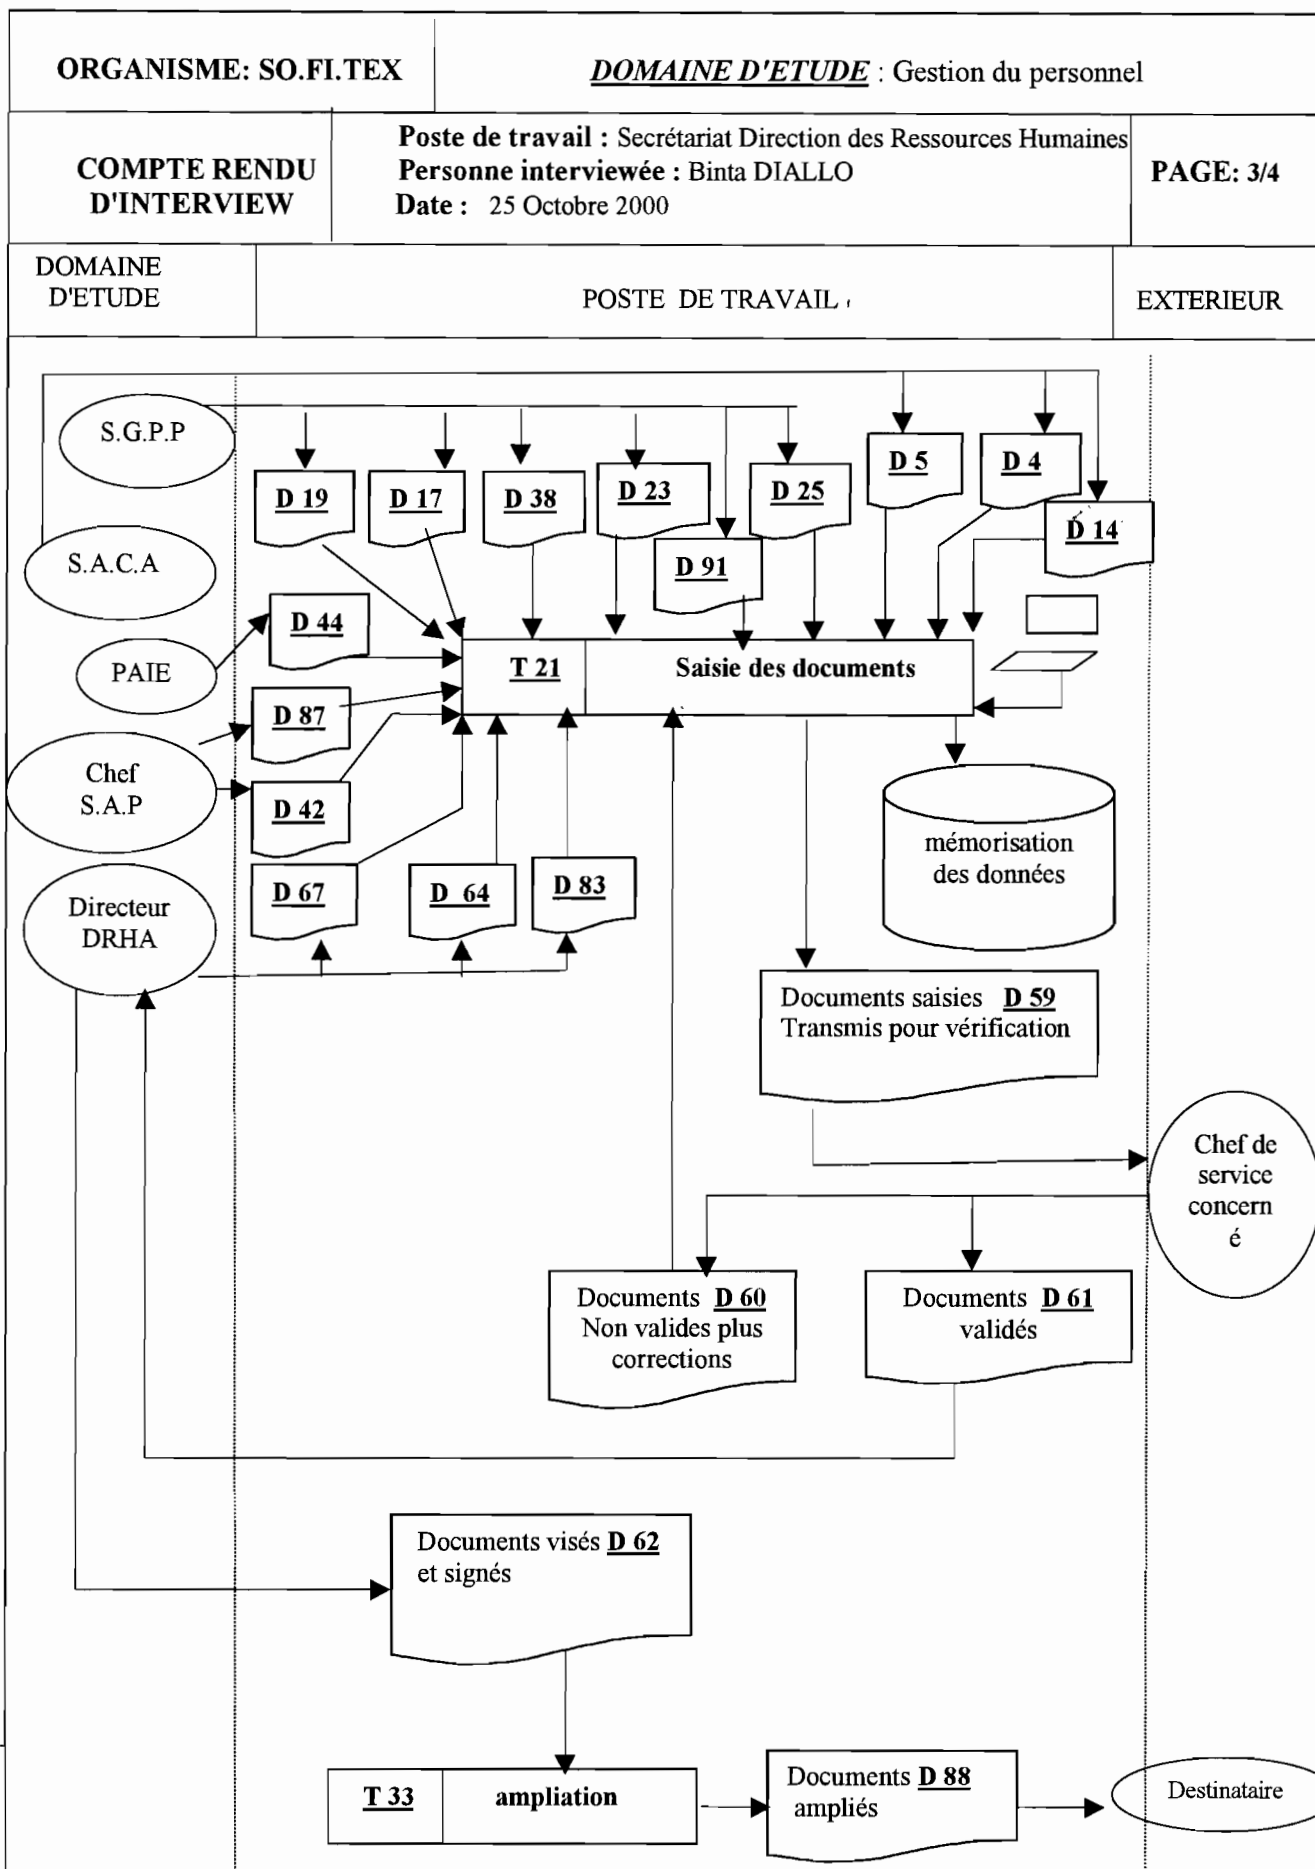 ORGANISME: SO.FI.TEX
DOMAINE D'ETUDE : Gestion du personnel
COMPTE RENDU
D'INTERVIEW
Poste de travail : Secrétariat Direction des Ressources Humaines
Personne interviewée : Binta DIALLO
Date : 25 Octobre 2000
PAGE: 3/4
DOMAINE
D'ETUDE
POSTE DE TRAVAIL
EXTERIEUR
S.G.P.P
D 19
D 17
D 38
D 23
D 25
D 5
D 4
D 14
D 91
S.A.C.A
D 44
PAIE
T 21
Saisie des documents
D 87
Chef
S.A.P
D 42
mémorisation
des données
D 67
D 64
D 83
Directeur
DRHA
Documents saisies D 59
Transmis pour vérification
Chef de
service
concern
é
Documents D 60
Non valides plus
corrections
Documents D 61
validés
Documents visés D 62
et signés
T 33
ampliation
Documents D 88
ampliés
Destinataire